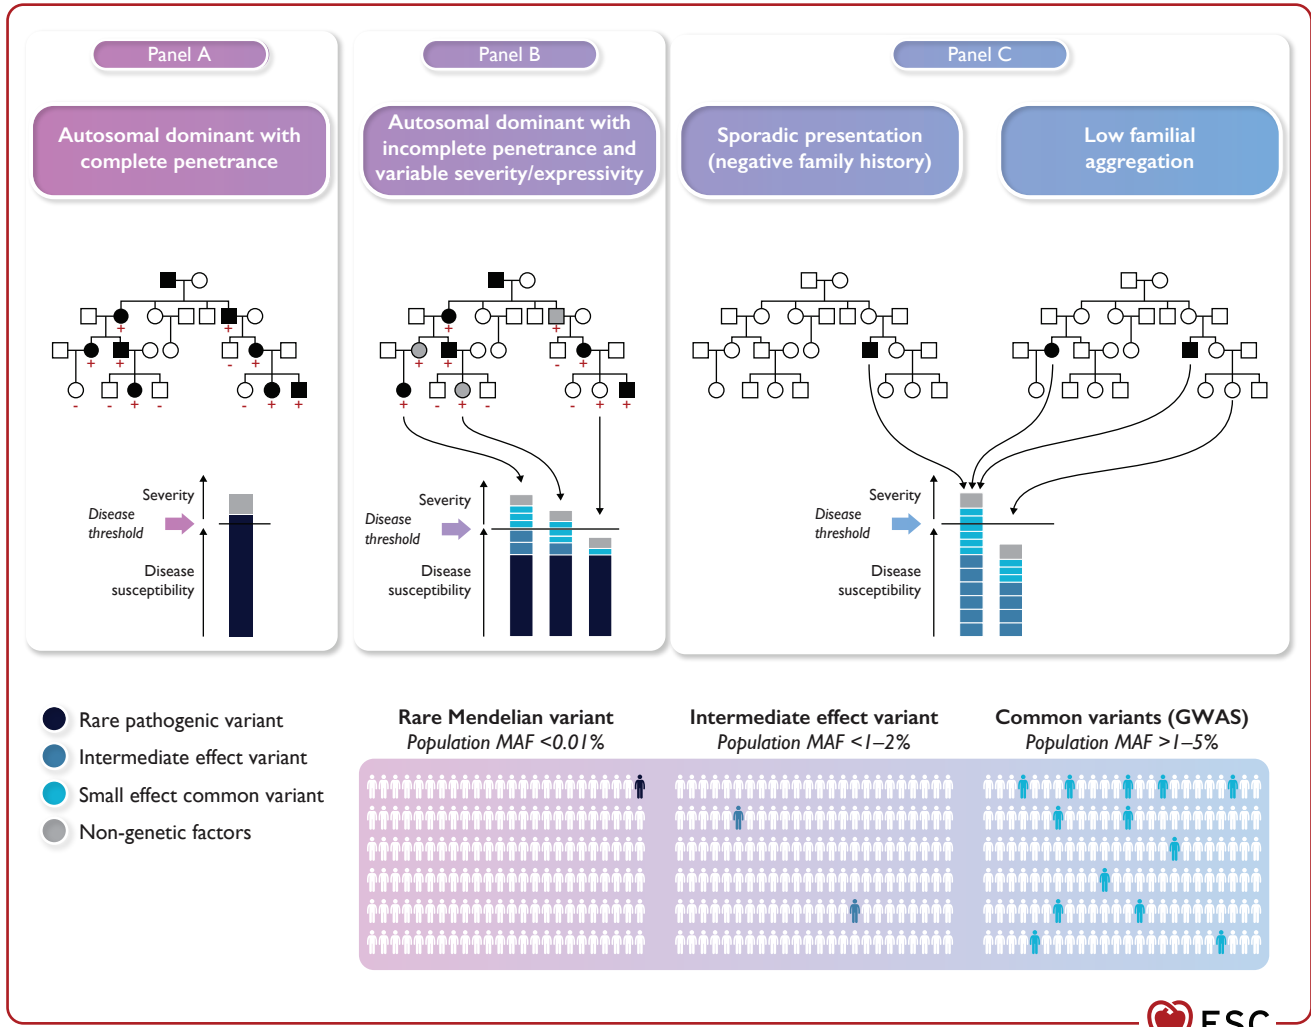 Panel A
Panel B
Panel C
Autosomal dominant with
complete penetrance
Autosomal dominant with
incomplete penetrance and
variable severity/expressivity
Sporadic presentation
(negative family history)
Low familial
aggregation
+ +
+ + - +
- - + - - + +
+ +
+ + - +
+ - + - - + +
Severity
Disease
threshold
Disease
susceptibility
Severity
Disease
threshold
Disease
susceptibility
Severity
Disease
threshold
Disease
susceptibility
Rare pathogenic variant
Intermediate effect variant
Small effect common variant
Non-genetic factors
Rare Mendelian variant
Population MAF <0.01%
Intermediate effect variant
Population MAF <1–2%
Common variants (GWAS)
Population MAF >1–5%
ESC